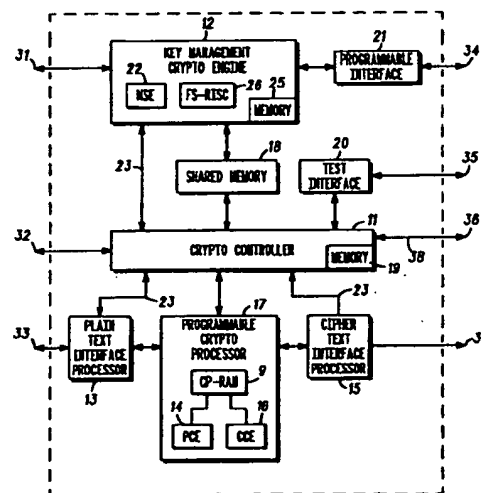 12
31
KEY MANAGEMENT
CRYPTO ENGINE
21
34
PROGRAMMABLE
INTERFACE
22
NSE
FS-RISC
26
25
MEMORY
23
18
SHARED MEMORY
20
TEST
INTERFACE
35
32
CRYPTO CONTROLLER
11
MEMORY
19
36
38
23
17
23
33
PLAIN
TEXT
INTERFACE
PROCESSOR
13
PROGRAMMABLE
CRYPTO
PROCESSOR
CP-RAM
9
14
PCE
16
CCE
CIPHER
TEXT
INTERFACE
PROCESSOR
15
3